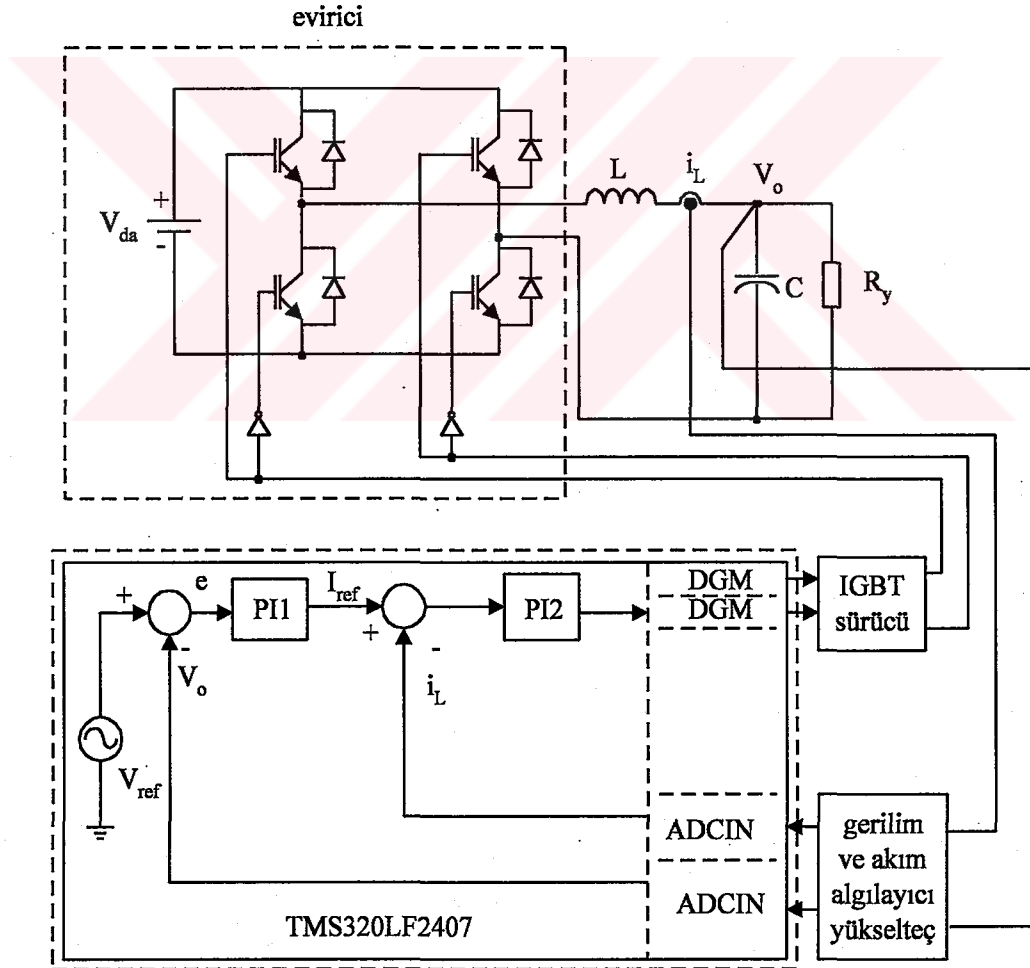 evirici
+
V_da
-
L
i_L
V_o
C
R_y
+
e
PI1
I_ref
+
PI2
DGM
DGM
IGBT
sürücü
-
V_o
-
i_L
V_ref
ADCIN
ADCIN
gerilim
ve akım
algılayıcı
yükselteç
TMS320LF2407